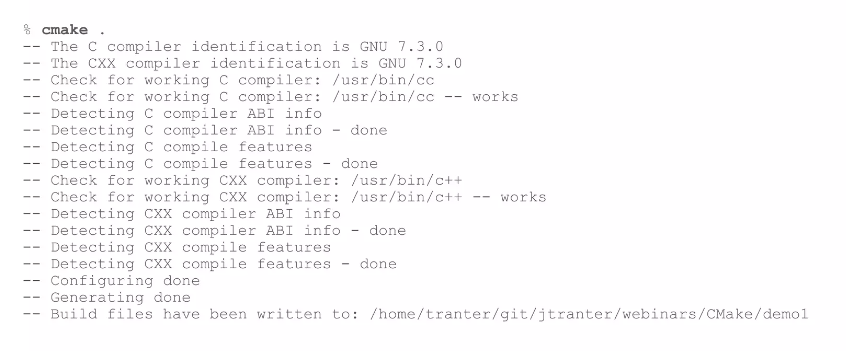 % cmake .
-- The C compiler identification is GNU 7.3.0
-- The CXX compiler identification is GNU 7.3.0
-- Check for working C compiler: /usr/bin/cc
-- Check for working C compiler: /usr/bin/cc -- works
-- Detecting C compiler ABI info
-- Detecting C compiler ABI info - done
-- Detecting C compile features
-- Detecting C compile features - done
-- Check for working CXX compiler: /usr/bin/c++
-- Check for working CXX compiler: /usr/bin/c++ -- works
-- Detecting CXX compiler ABI info
-- Detecting CXX compiler ABI info - done
-- Detecting CXX compile features
-- Detecting CXX compile features - done
-- Configuring done
-- Generating done
-- Build files have been written to: /home/tranter/git/jtranter/webinars/CMake/demo1